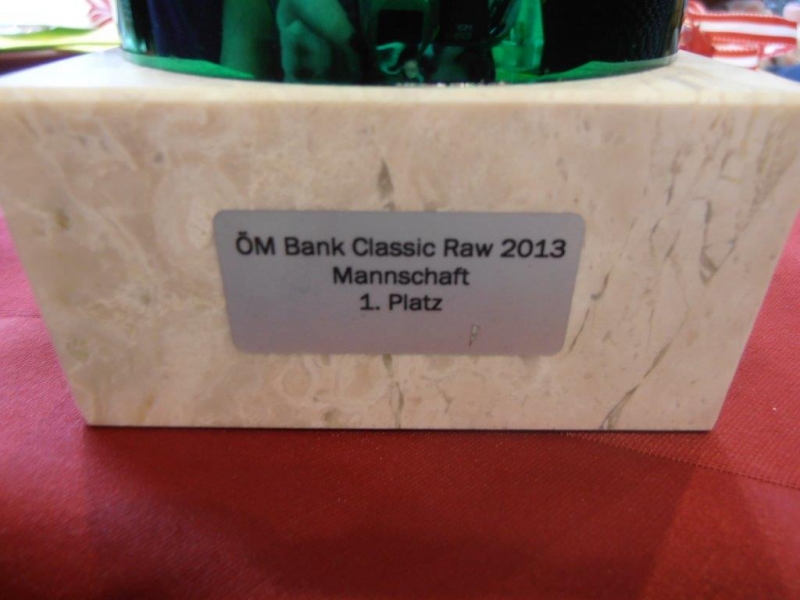 ÖM Bank Classic Raw 2013
Mannschaft
1. Platz